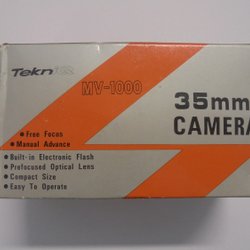 MV-1000
35mm
CAMERA
● Free Focus
● Manual Advance
● Built-in Electronic Flash
● Prefocused Optical Lens
● Compact Size
● Easy To Operate